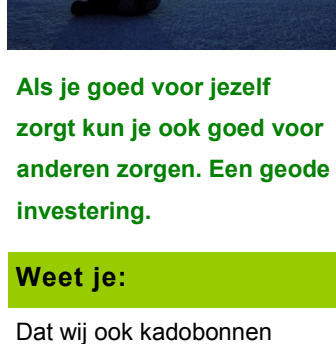 Als je goed voor jezelf
zorgt kun je ook goed voor
anderen zorgen. Een geode
investering.
Weet je:
Dat wij ook kadobonnen